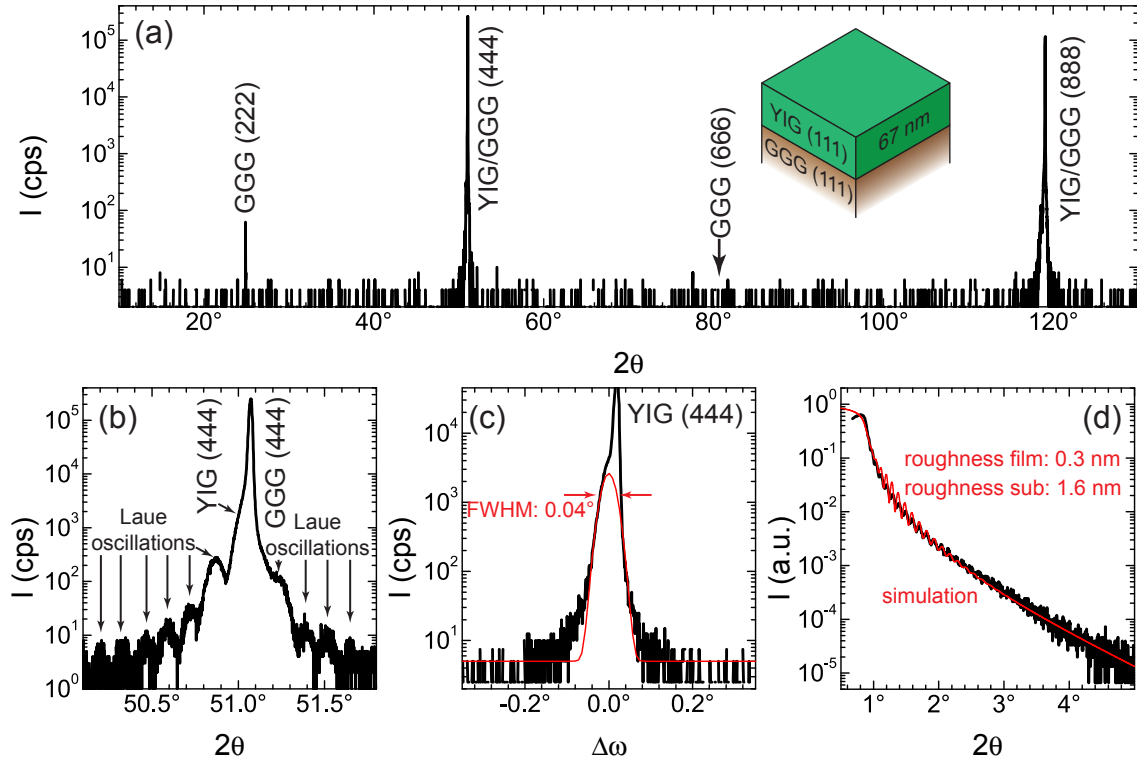 (a)
I (cps)
10⁵
10⁴
10³
10²
10¹
GGG (222)
YIG/GGG (444)
GGG (666)
YIG/GGG (888)
YIG (111)
67 nm
GGG (111)
20° 40° 60° 80° 100° 120°
2θ
(b)
I (cps)
10⁵
10⁴
10³
10²
10¹
10⁰
YIG (444)
GGG (444)
Laue
oscillations
Laue
oscillations
50.5° 51.0° 51.5°
2θ
(c)
YIG (444)
I (cps)
10⁴
10³
10²
10¹
FWHM: 0.04°
-0.2° 0.0° 0.2°
Δω
(d)
I (a.u.)
10⁰
10⁻¹
10⁻²
10⁻³
10⁻⁴
10⁻⁵
roughness film: 0.3 nm
roughness sub: 1.6 nm
simulation
1° 2° 3° 4°
2θ